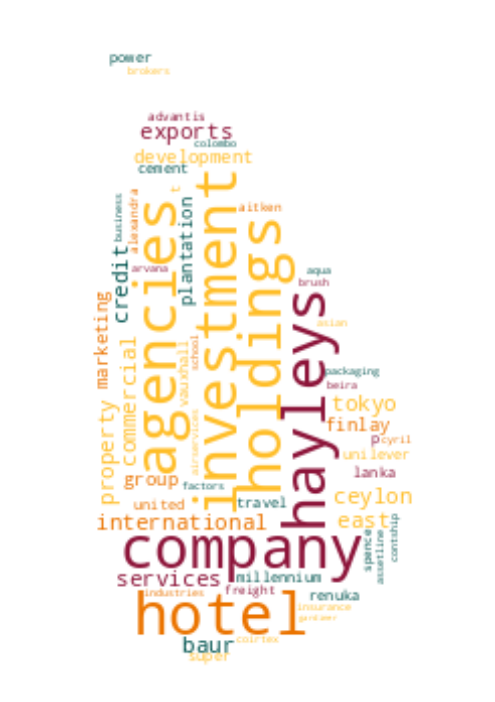 power
brokers
advantis
exports
colombo
development
cement
t
agencies
investment
holdings
hayleys
aitken
alexandra
business
plantation
credit
arvana
aqua
brush
asian
marketing
commercial
vauxhall
school
packaging
beira
property
tokyo
finlay
p
cyril
airservices
unilever
lanka
group
factors
ceylon
united
travel
international
east
contship
spence
assetline
company
services
millennium
freight
industries
renuka
hotel
insurance
baur
coirtex
super